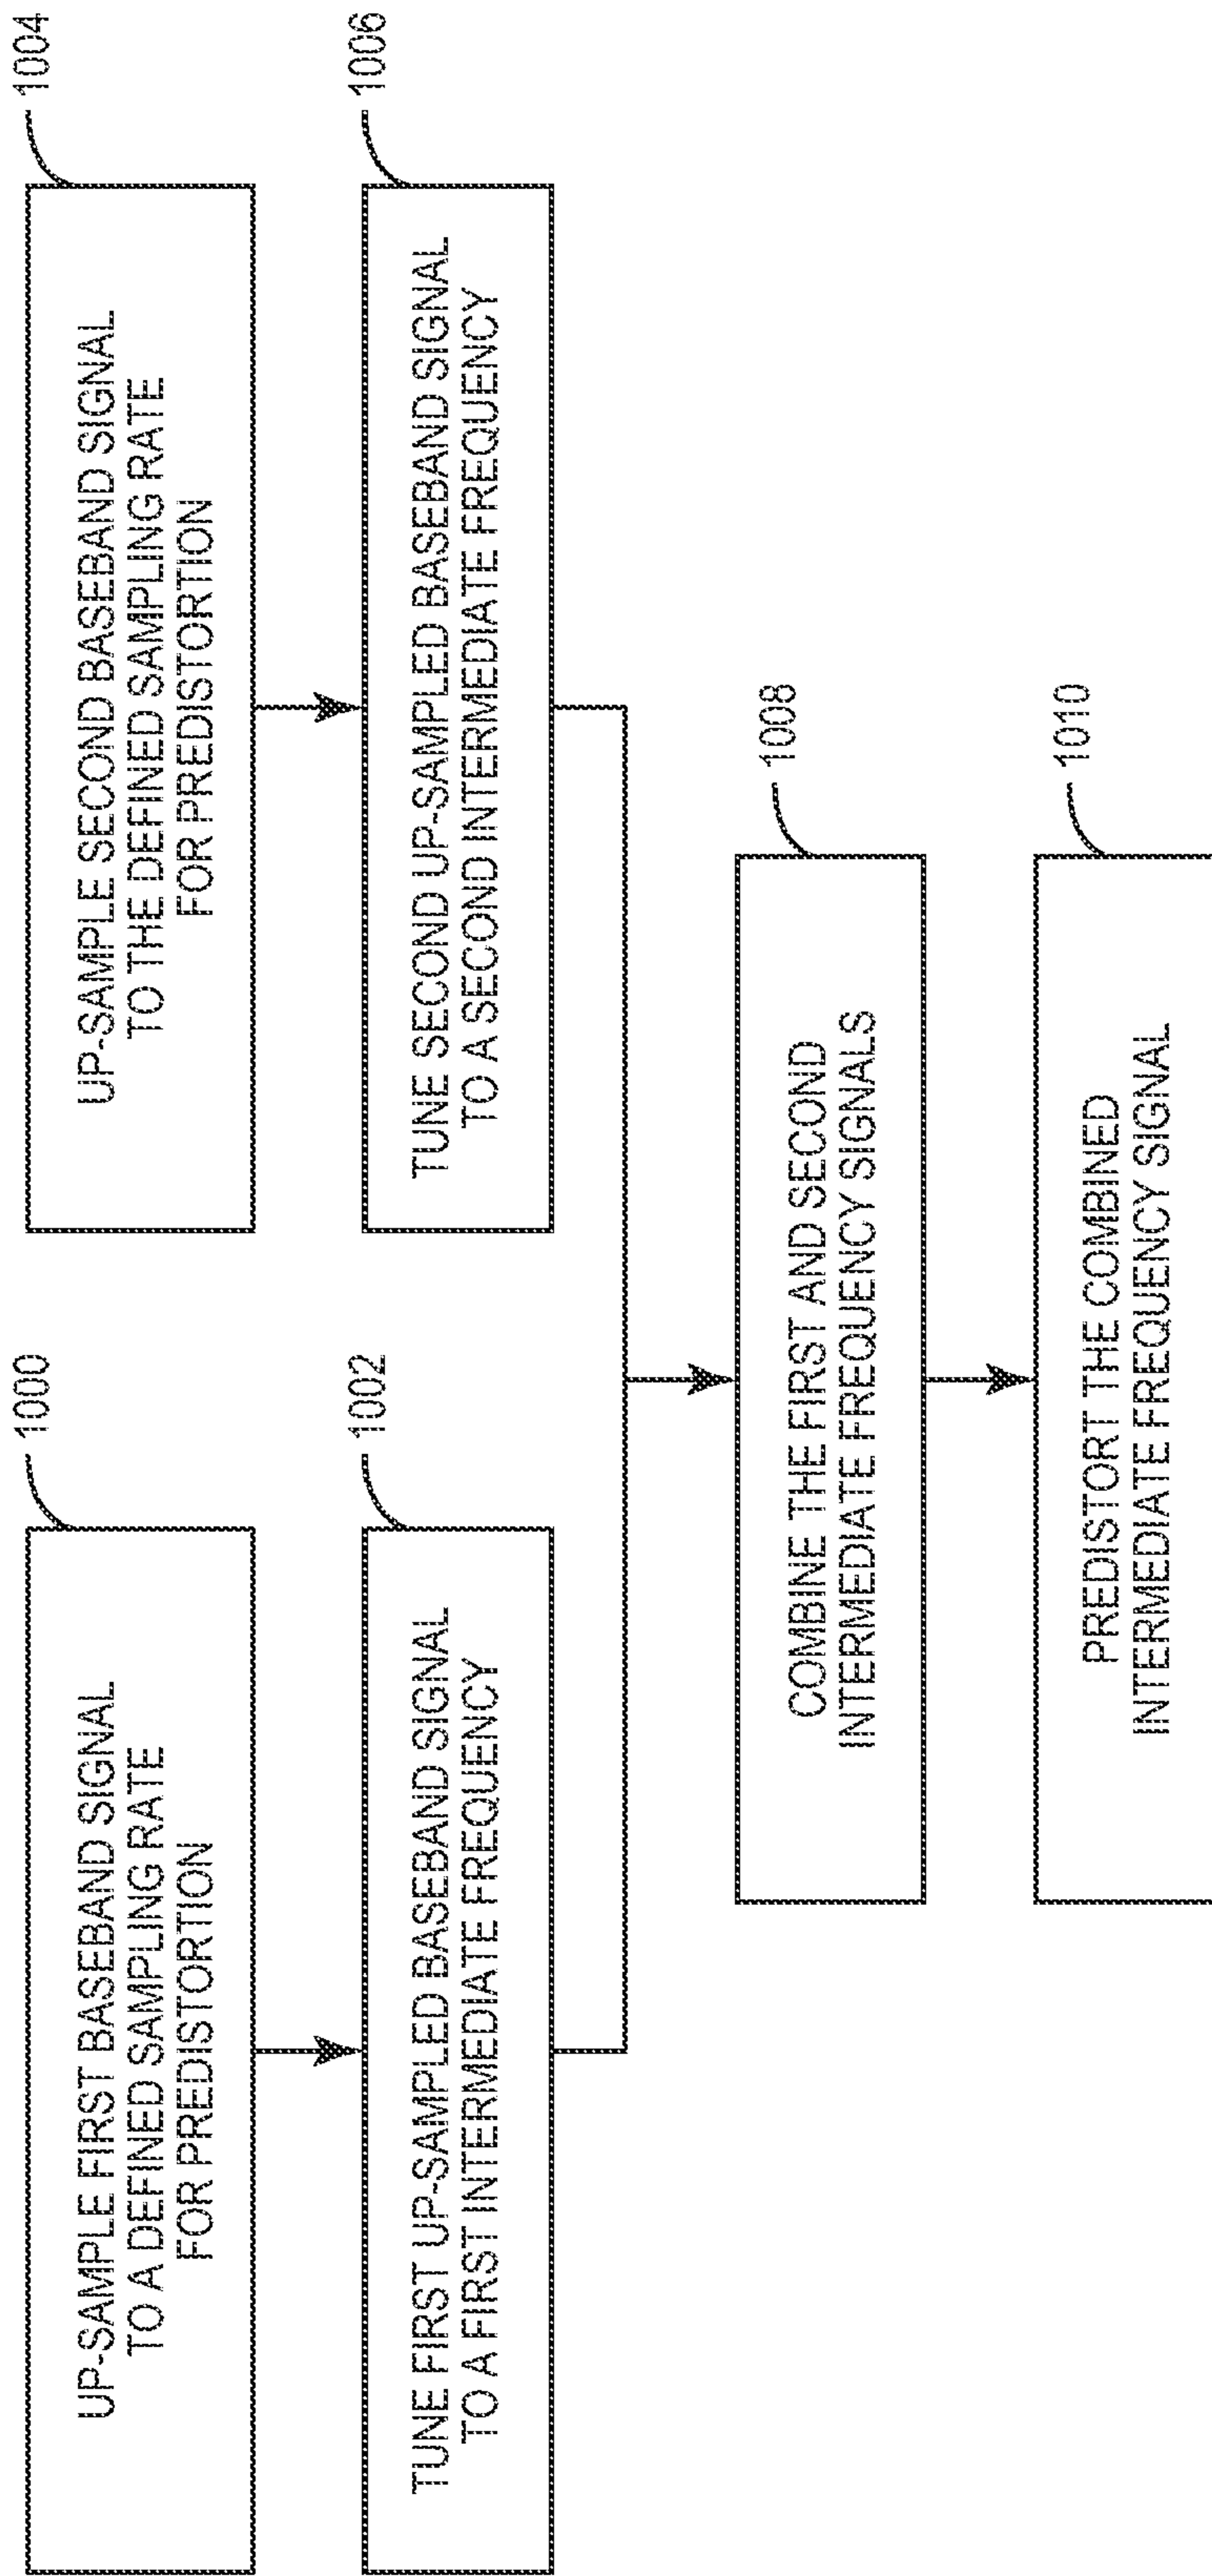 1000
UP-SAMPLE FIRST BASEBAND SIGNAL
TO A DEFINED SAMPLING RATE
FOR PREDISTORTION
1002
TUNE FIRST UP-SAMPLED BASEBAND SIGNAL
TO A FIRST INTERMEDIATE FREQUENCY
1004
UP-SAMPLE SECOND BASEBAND SIGNAL
TO THE DEFINED SAMPLING RATE
FOR PREDISTORTION
1006
TUNE SECOND UP-SAMPLED BASEBAND SIGNAL
TO A SECOND INTERMEDIATE FREQUENCY
1008
COMBINE THE FIRST AND SECOND
INTERMEDIATE FREQUENCY SIGNALS
1010
PREDISTORT THE COMBINED
INTERMEDIATE FREQUENCY SIGNAL